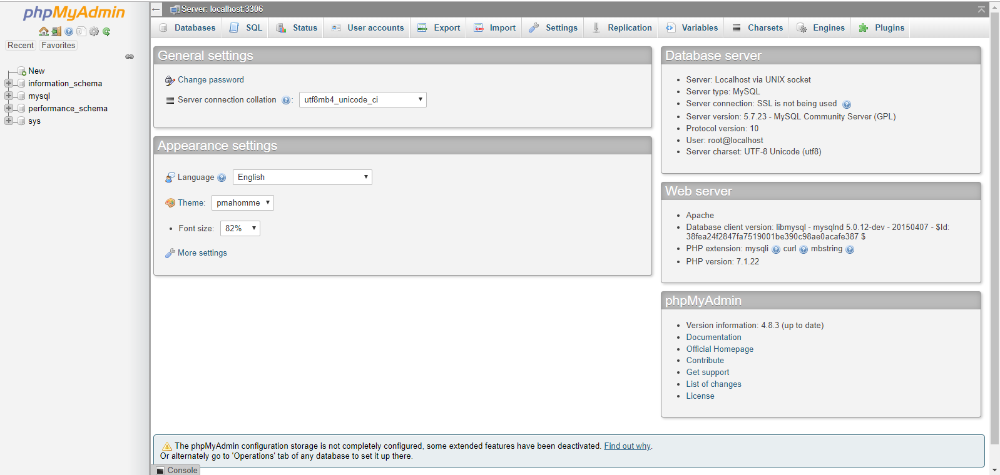 phpMyAdmin
Recent Favorites
New
information_schema
mysql
performance_schema
sys
Server: localhost:3306
Databases SQL Status User accounts Export Import Settings Replication Variables Charsets Engines Plugins
General settings
Change password
Server connection collation : utf8mb4_unicode_ci
Appearance settings
Language English
Theme: pmahomme
• Font size: 82%
More settings
Database server
• Server: Localhost via UNIX socket
• Server type: MySQL
• Server connection: SSL is not being used
• Server version: 5.7.23 - MySQL Community Server (GPL)
• Protocol version: 10
• User: root@localhost
• Server charset: UTF-8 Unicode (utf8)
Web server
• Apache
• Database client version: libmysql - mysqlnd 5.0.12-dev - 20150407 - $Id:
38fea24f2847fa7519001be390c98ae0acafe387 $
• PHP extension: mysqli curl mbstring
• PHP version: 7.1.22
phpMyAdmin
• Version information: 4.8.3 (up to date)
• Documentation
• Official Homepage
• Contribute
• Get support
• List of changes
• License
The phpMyAdmin configuration storage is not completely configured, some extended features have been deactivated. Find out why.
Or alternately go to 'Operations' tab of any database to set it up there.
Console